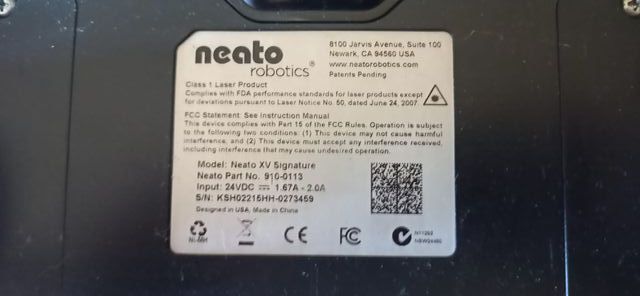 neato
robotics®
8100 Jarvis Avenue, Suite 100
Newark, CA 94560 USA
www.neatorobotics.com
Patents Pending
Class 1 Laser Product
Complies with FDA performance standards for laser products except
for deviations pursuant to Laser Notice No. 50, dated June 24, 2007.
FCC Statement: See Instruction Manual
This device complies with Part 15 of the FCC Rules. Operation is subject
to the following two conditions: (1) This device may not cause harmful
interference, and (2) This device must accept any interference received,
including interference that may cause undesired operation.
Model: Neato XV Signature
Neato Part No. 910-0113
Input: 24VDC ⎓ 1.67A - 2.0A
S/N: KSH02215HH-0273459
Designed in USA, Made in China
Ni-MH
CE
FC
N11268